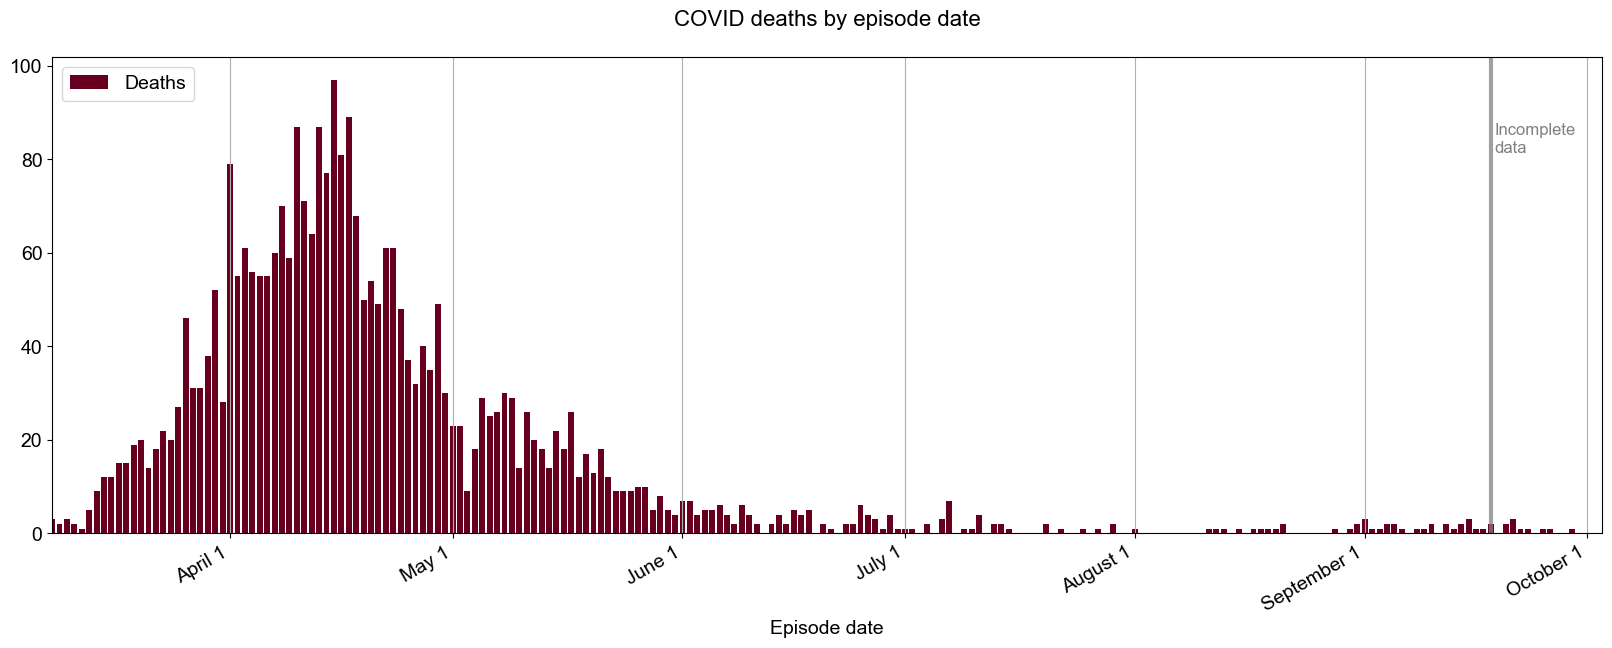 COVID deaths by episode date
100
80
60
40
20
0
Deaths
Incomplete
data
April 1
May 1
June 1
July 1
August 1
September 1
October 1
Episode date